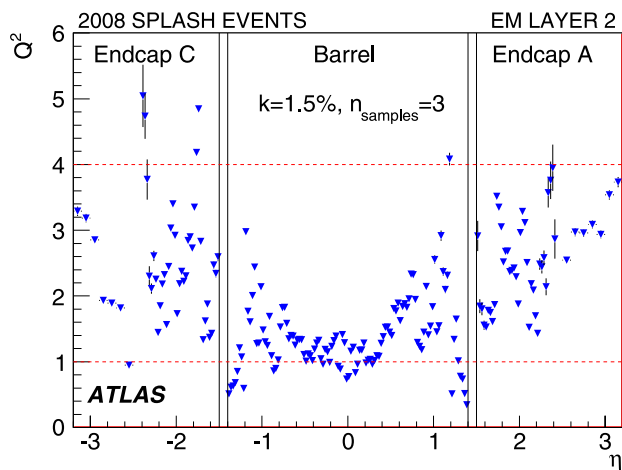 2008 SPLASH EVENTS EM LAYER 2
Q²
6
5
4
3
2
1
0
Endcap C Barrel Endcap A
k=1.5%, n_samples=3
ATLAS
-3 -2 -1 0 1 2 3
η